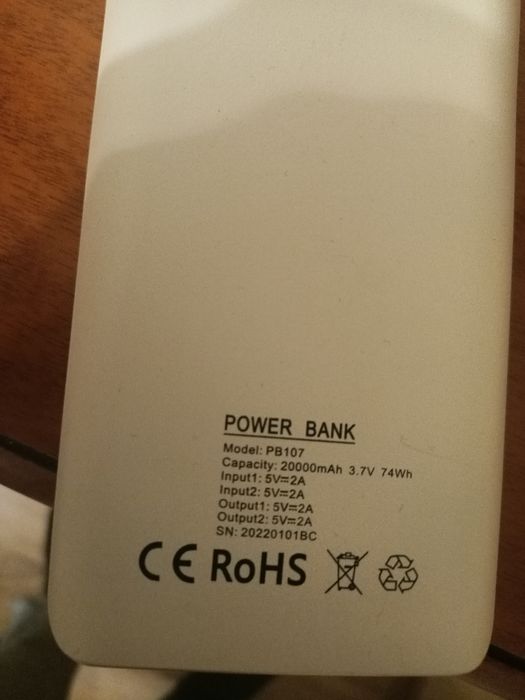 POWER BANK
Model: PB107
Capacity: 20000mAh 3.7V 74Wh
Input1: 5V⎓2A
Input2: 5V⎓2A
Output1: 5V⎓2A
Output2: 5V⎓2A
SN: 20220101BC
CE RoHS